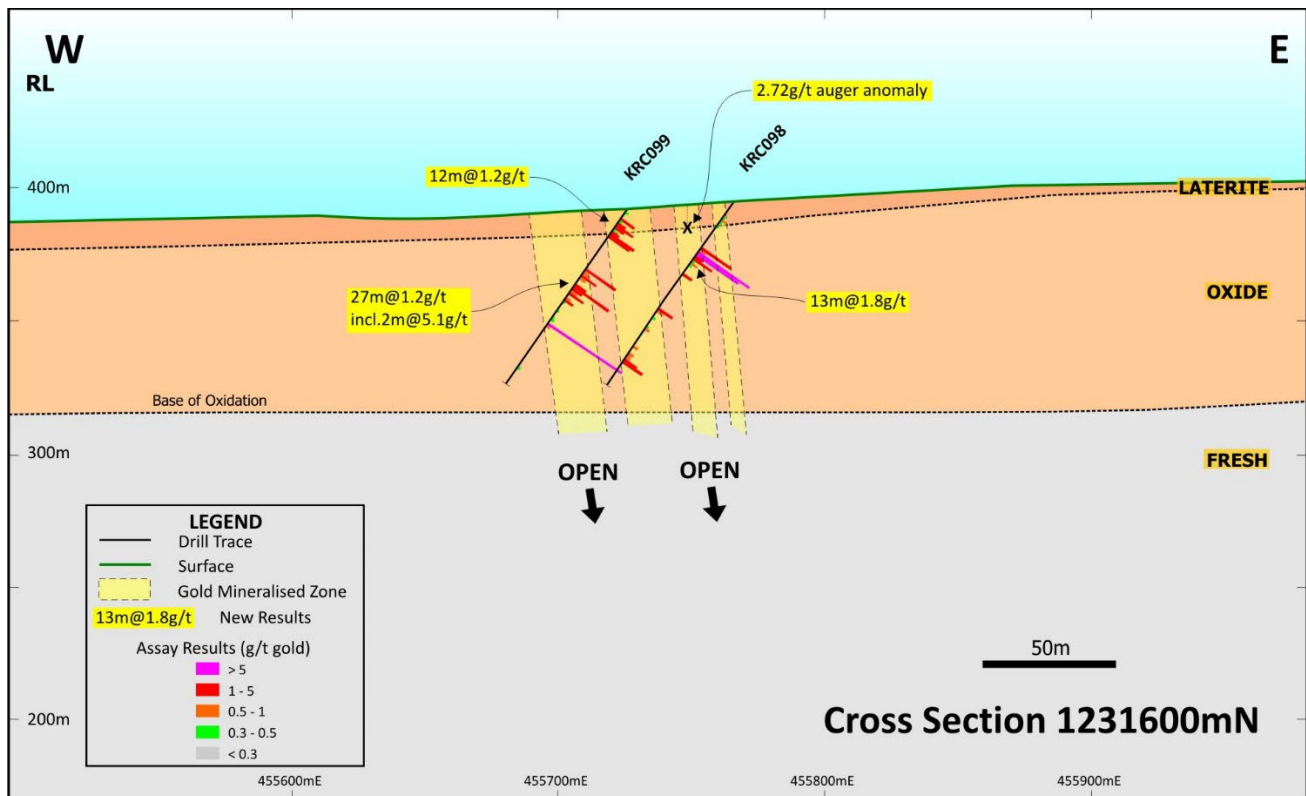 W
E
RL
2.72g/t auger anomaly
KRC099
KRC098
12m@1.2g/t
400m
LATERITE
X
27m@1.2g/t
incl.2m@5.1g/t
13m@1.8g/t
OXIDE
Base of Oxidation
300m
FRESH
OPEN
OPEN
LEGEND
Drill Trace
Surface
Gold Mineralised Zone
13m@1.8g/t New Results
Assay Results (g/t gold)
> 5
1 - 5
0.5 - 1
0.3 - 0.5
< 0.3
50m
200m
Cross Section 1231600mN
455600mE
455700mE
455800mE
455900mE